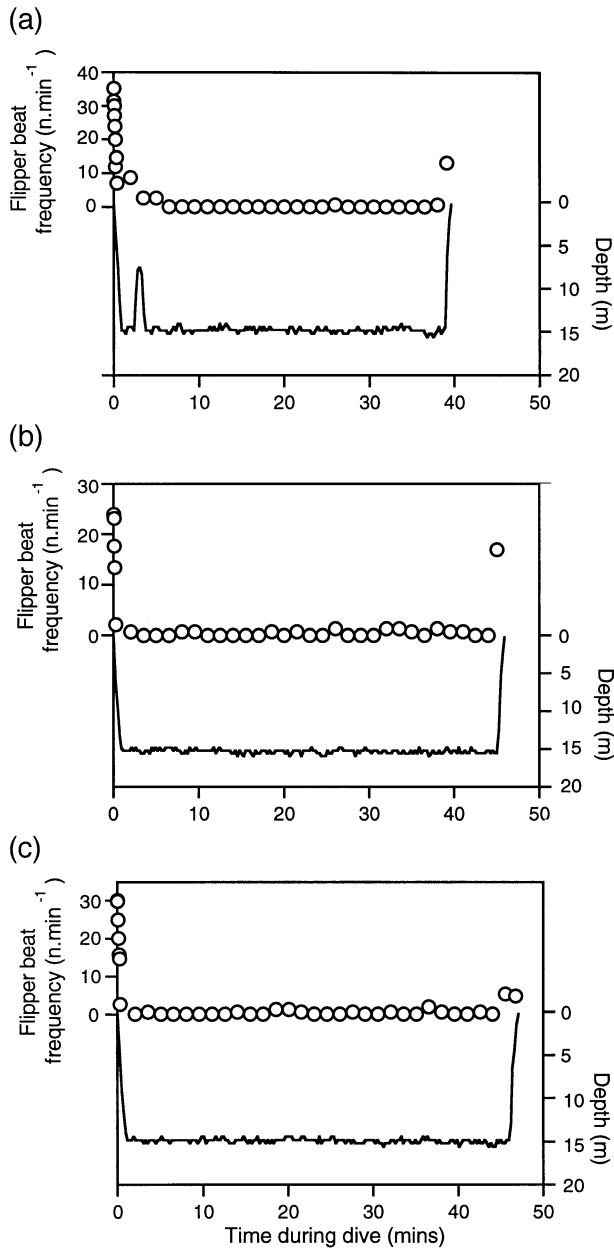 (a)
Flipper beat
frequency (n.min⁻¹ )
40
30
20
10
0
0
5
10
15
20
Depth (m)
0 10 20 30 40 50
(b)
Flipper beat
frequency (n.min⁻¹ )
30
20
10
0
0
5
10
15
20
Depth (m)
0 10 20 30 40 50
(c)
Flipper beat
frequency (n.min⁻¹ )
30
20
10
0
0
5
10
15
20
Depth (m)
0 10 20 30 40 50
Time during dive (mins)